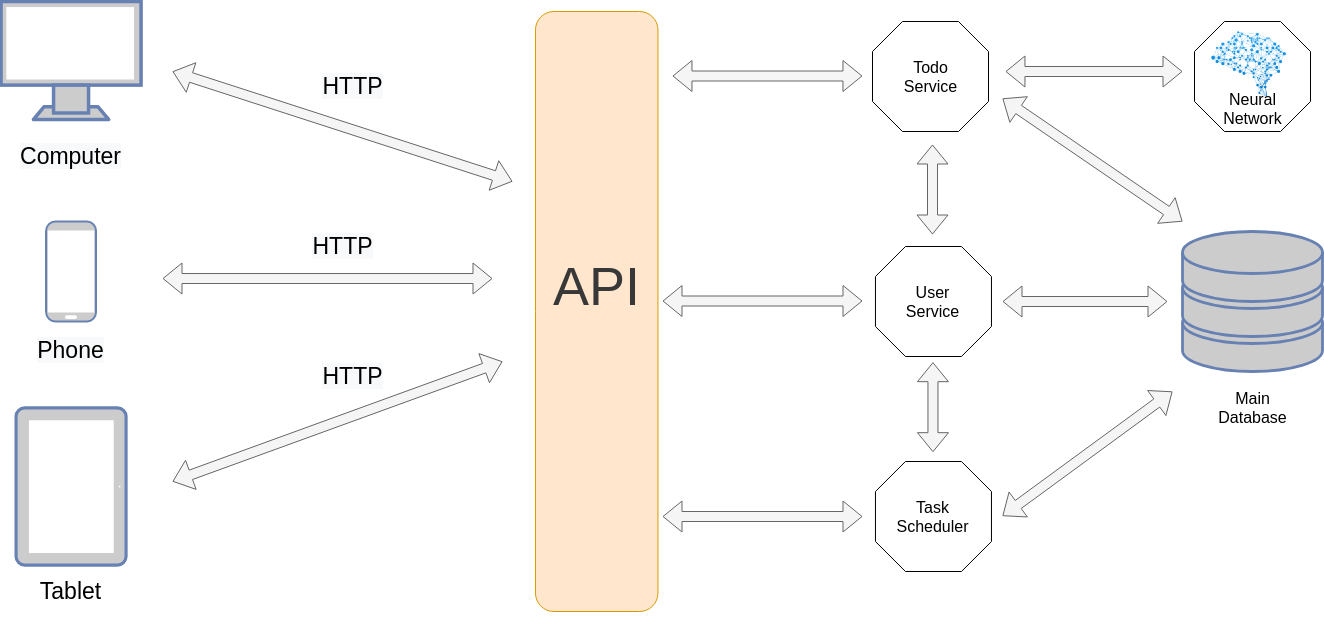 Computer
HTTP
Phone
HTTP
Tablet
HTTP
API
Todo
Service
User
Service
Task
Scheduler
Neural
Network
Main
Database